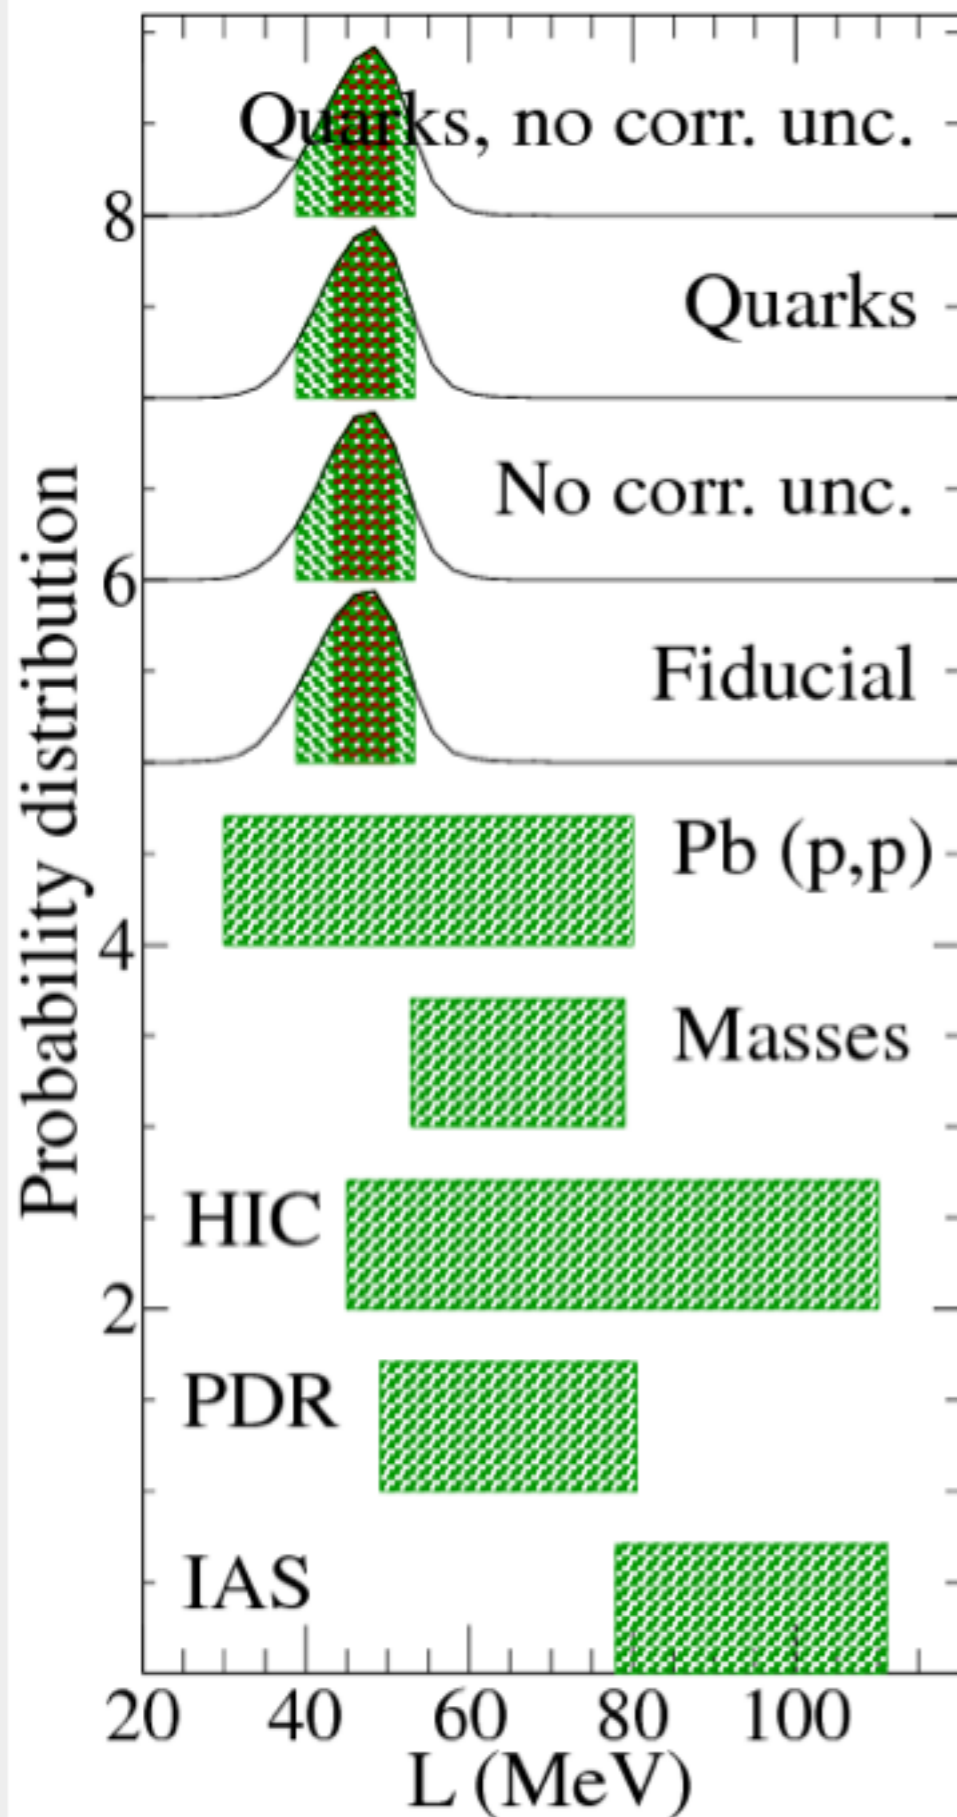 Quarks, no corr. unc.
8
Quarks
No corr. unc.
6
Fiducial
Probability distribution
Pb (p,p)
4
Masses
HIC
2
PDR
IAS
20 40 60 80 100
L (MeV)